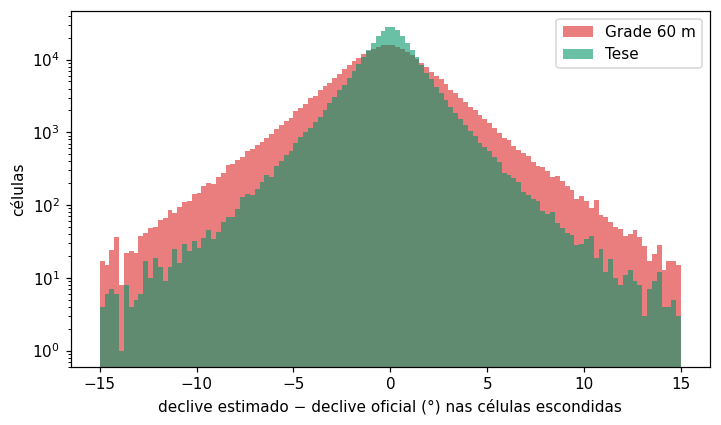 Grade 60 m
Tese
células
10⁴
10³
10²
10¹
10⁰
−15 −10 −5 0 5 10 15
declive estimado − declive oficial (°) nas células escondidas